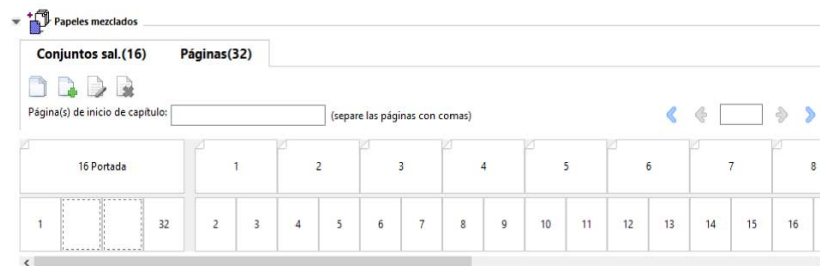 Papeles mezclados
Conjuntos sal.(16) Páginas(32)
Página(s) de inicio de capítulo: (separe las páginas con comas)
16 Portada 1 2 3 4 5 6 7 8
1 32 2 3 4 5 6 7 8 9 10 11 12 13 14 15 16